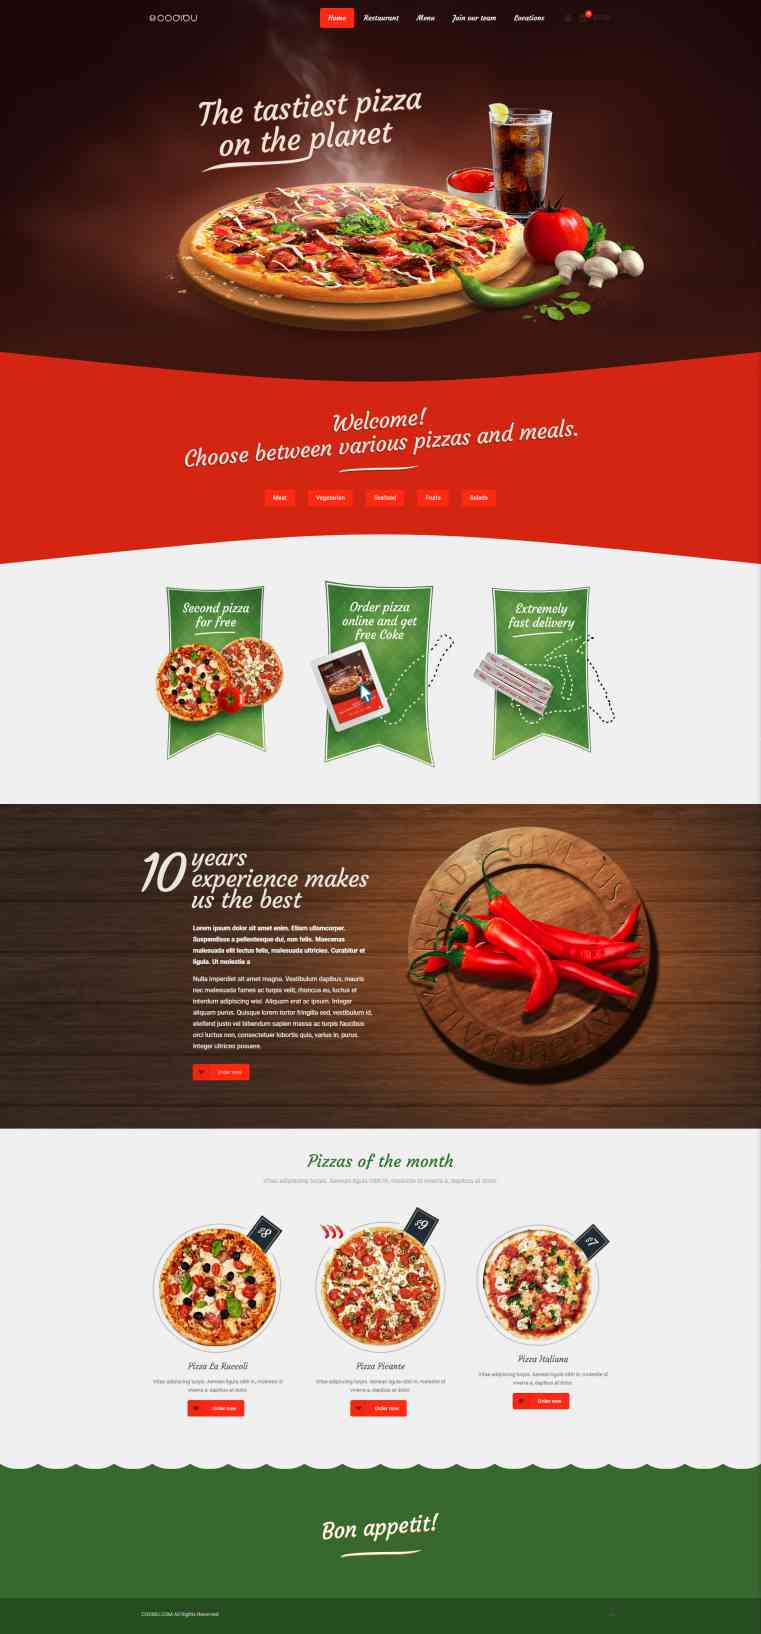 COOIDU
Home Restaurant Menu Join our team Locations
The tastiest pizza
on the planet
Welcome!
Choose between various pizzas and meals.
Meat Vegetarian Seafood Fruits Salads
Second pizza
for free
Order pizza
online and get
free Coke
Extremely
fast delivery
GIVE US
BREAD
OUR DAILY
10 years
experience makes
us the best
Lorem ipsum dolor sit amet enim. Etiam ullamcorper.
Suspendisse a pellentesque dui, non felis. Maecenas
malesuada elit lectus felis, malesuada ultricies. Curabitur et
ligula. Ut molestie a
Nulla imperdiet sit amet magna. Vestibulum dapibus, mauris
nec malesuada fames ac turpis velit, rhoncus eu, luctus et
interdum adipiscing wisi. Aliquam erat ac ipsum. Integer
aliquam purus. Quisque lorem tortor fringilla sed, vestibulum id,
eleifend justo vel bibendum sapien massa ac turpis faucibus
orci luctus non, consectetuer lobortis quis, varius in, purus.
Integer ultrices posuere.
Order now
Pizzas of the month
Vitae adipiscing turpis. Aenean ligula nibh in, molestie id viverra a, dapibus at dolor.
$8
$9
$7
Pizza La Ruccoli
Vitae adipiscing turpis. Aenean ligula nibh in, molestie id
viverra a, dapibus at dolor.
Order now
Pizza Picante
Vitae adipiscing turpis. Aenean ligula nibh in, molestie id
viverra a, dapibus at dolor.
Order now
Pizza Italiana
Vitae adipiscing turpis. Aenean ligula nibh in, molestie id
viverra a, dapibus at dolor.
Order now
Bon appetit!
All Rights Reserved